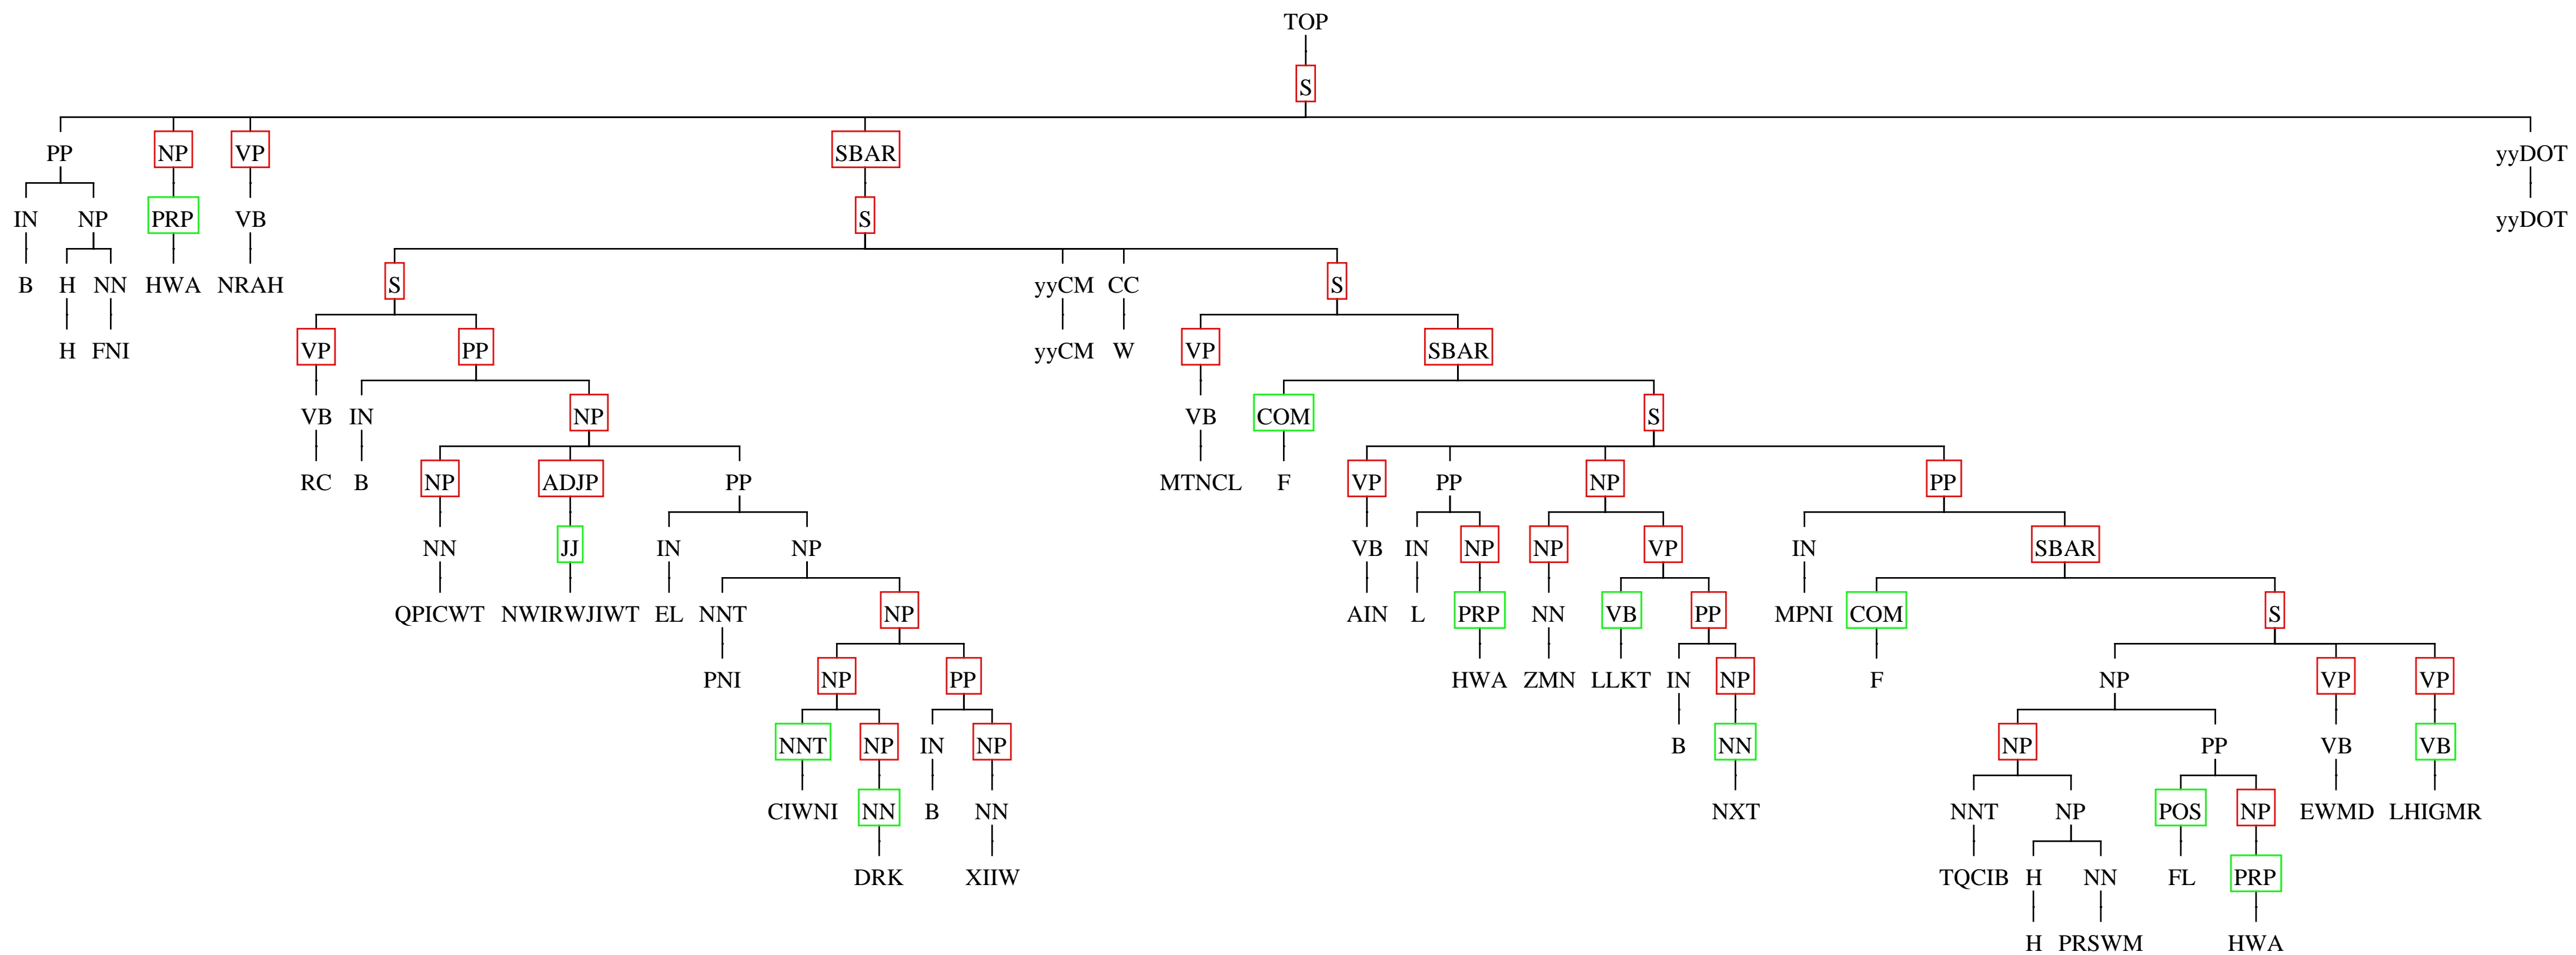 TOP
S
PP NP VP SBAR yyDOT
IN NP PRP VB S yyDOT
B H NN HWA NRAH S yyCM CC S
H FNI VP PP yyCM W VP SBAR
VB IN NP VB COM S
RC B NP ADJP PP MTNCL F VP PP NP PP
NN JJ IN NP VB IN NP NP VP IN SBAR
QPICWT NWIRWJIWT EL NNT NP AIN L PRP NN VB PP MPNI COM S
PNI NP PP HWA ZMN LLKT IN NP F NP VP VP
NNT NP IN NP B NN NP PP VB VB
CIWNI NN B NN NXT NNT NP POS NP EWMD LHIGMR
DRK XIIW TQCIB H NN FL PRP
H PRSWM HWA